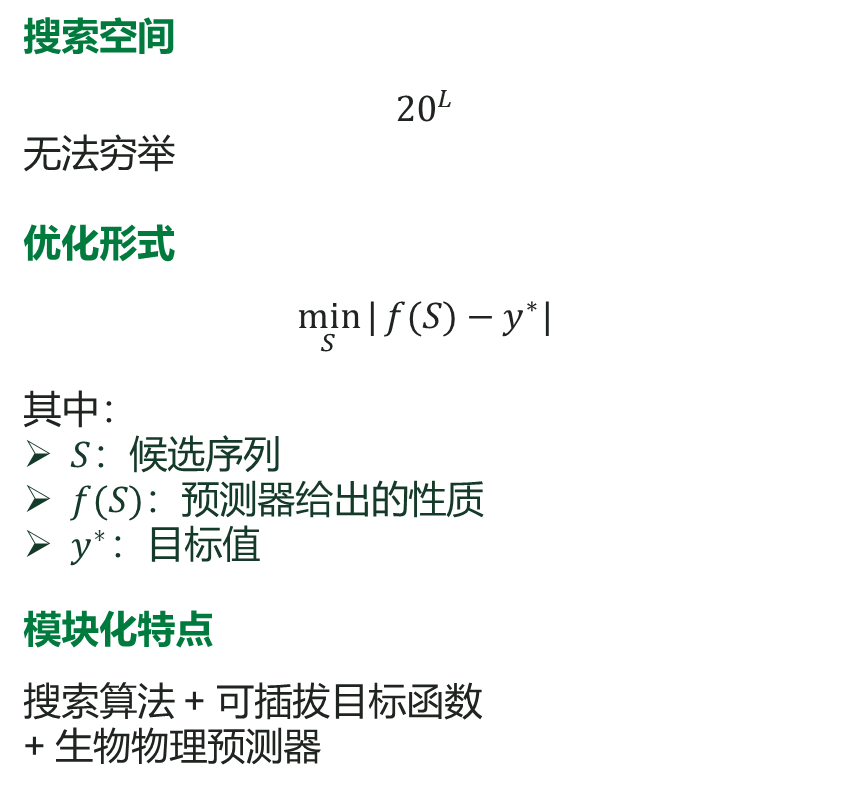 搜索空间
20^L
无法穷举
优化形式
min_S |f(S) − y*|
其中：
➢ S：候选序列
➢ f(S)：预测器给出的性质
➢ y*：目标值
模块化特点
搜索算法 + 可插拔目标函数
+ 生物物理预测器